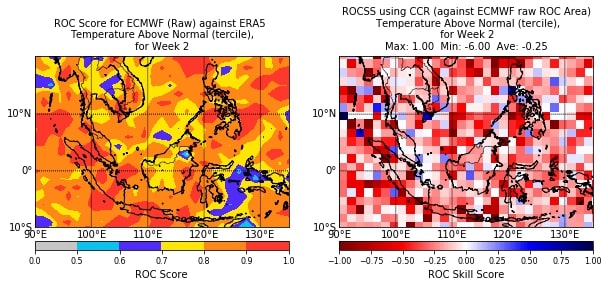 ROC Score for ECMWF (Raw) against ERA5
Temperature Above Normal (tercile),
for Week 2
10°N
0°
10°S
90°E 100°E 110°E 120°E 130°E
0.0 0.5 0.6 0.7 0.8 0.9 1.0
ROC Score
ROCSS using CCR (against ECMWF raw ROC Area)
Temperature Above Normal (tercile),
for Week 2
Max: 1.00 Min: -6.00 Ave: -0.25
10°N
0°
10°S
90°E 100°E 110°E 120°E 130°E
−1.00 −0.75 −0.50 −0.25 0.00 0.25 0.50 0.75 1.00
ROC Skill Score